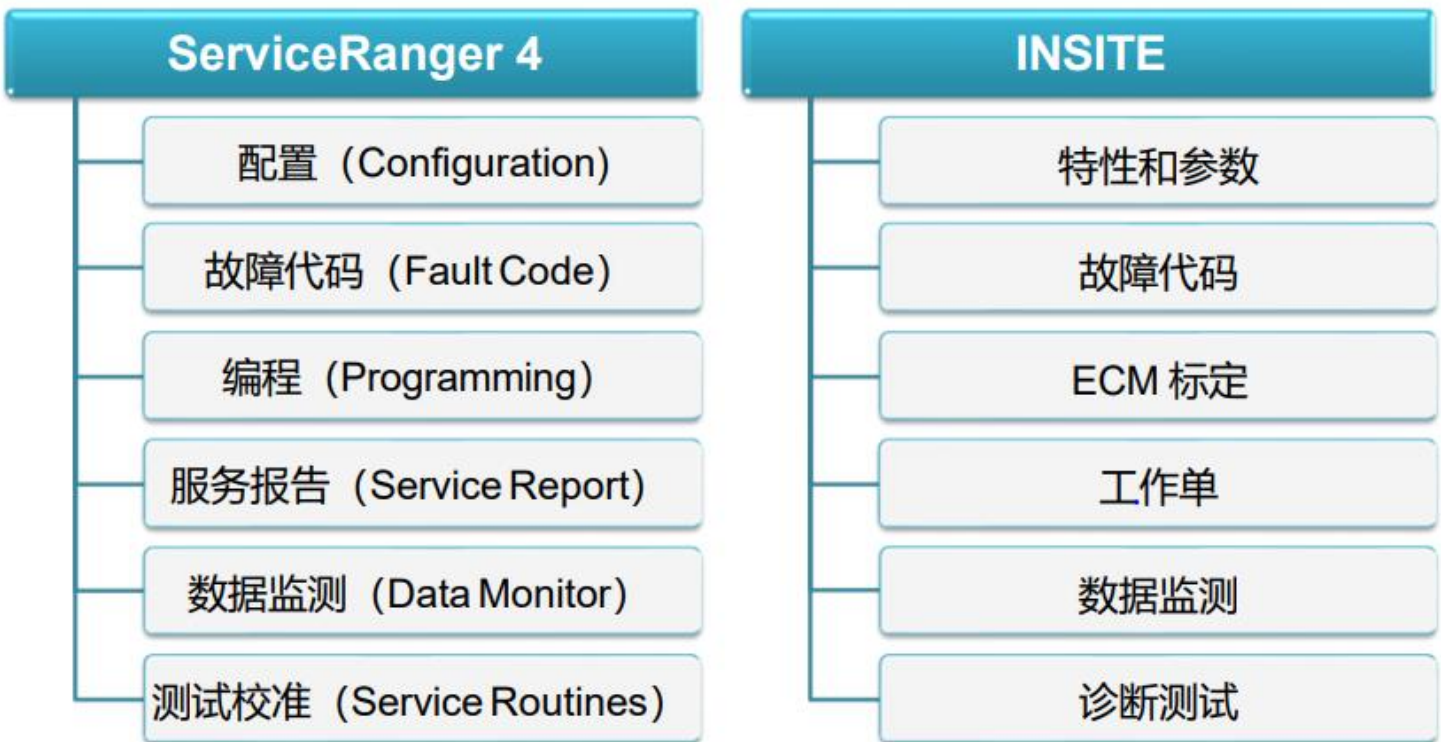 ServiceRanger 4
配置（Configuration）
故障代码（Fault Code）
编程（Programming）
服务报告（Service Report）
数据监测（Data Monitor）
测试校准（Service Routines）
INSITE
特性和参数
故障代码
ECM 标定
工作单
数据监测
诊断测试